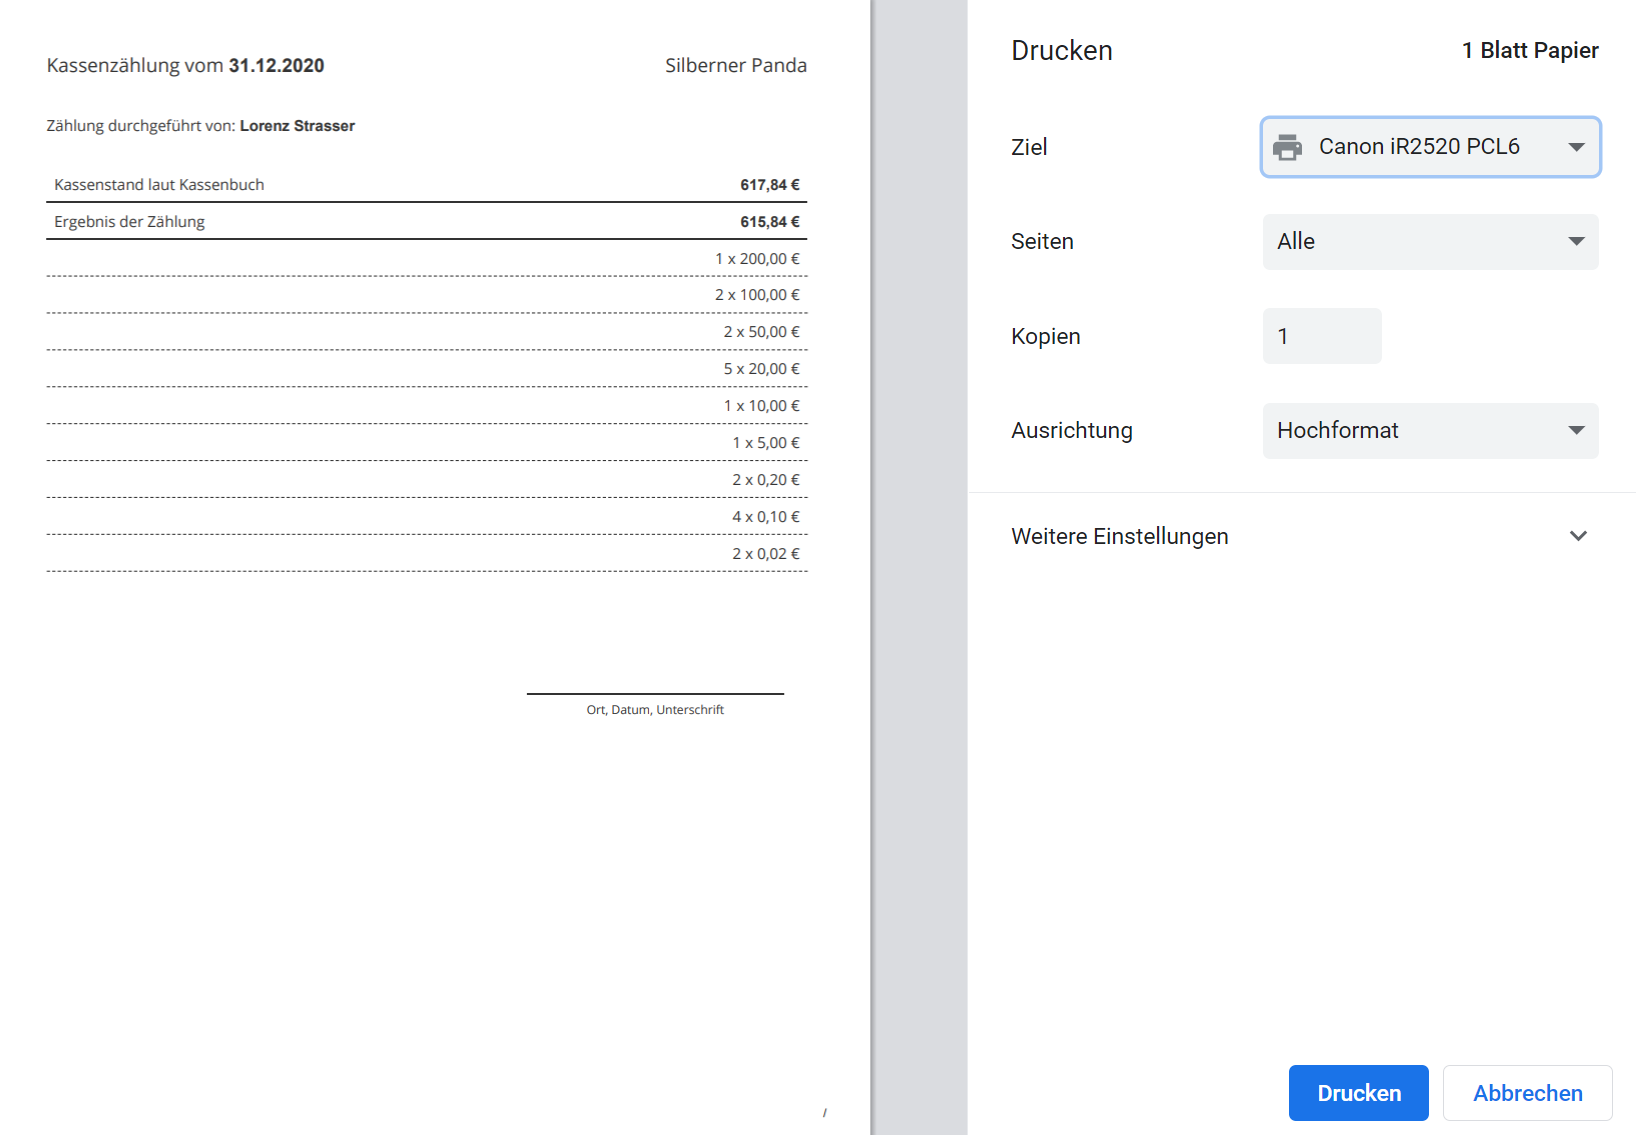 Kassenzählung vom 31.12.2020
Silberner Panda
Zählung durchgeführt von: Lorenz Strasser
Kassenstand laut Kassenbuch 617,84 €
Ergebnis der Zählung 615,84 €
1 x 200,00 €
2 x 100,00 €
2 x 50,00 €
5 x 20,00 €
1 x 10,00 €
1 x 5,00 €
2 x 0,20 €
4 x 0,10 €
2 x 0,02 €
Ort, Datum, Unterschrift
/
Drucken
1 Blatt Papier
Ziel Canon iR2520 PCL6
Seiten Alle
Kopien 1
Ausrichtung Hochformat
Weitere Einstellungen
Drucken Abbrechen